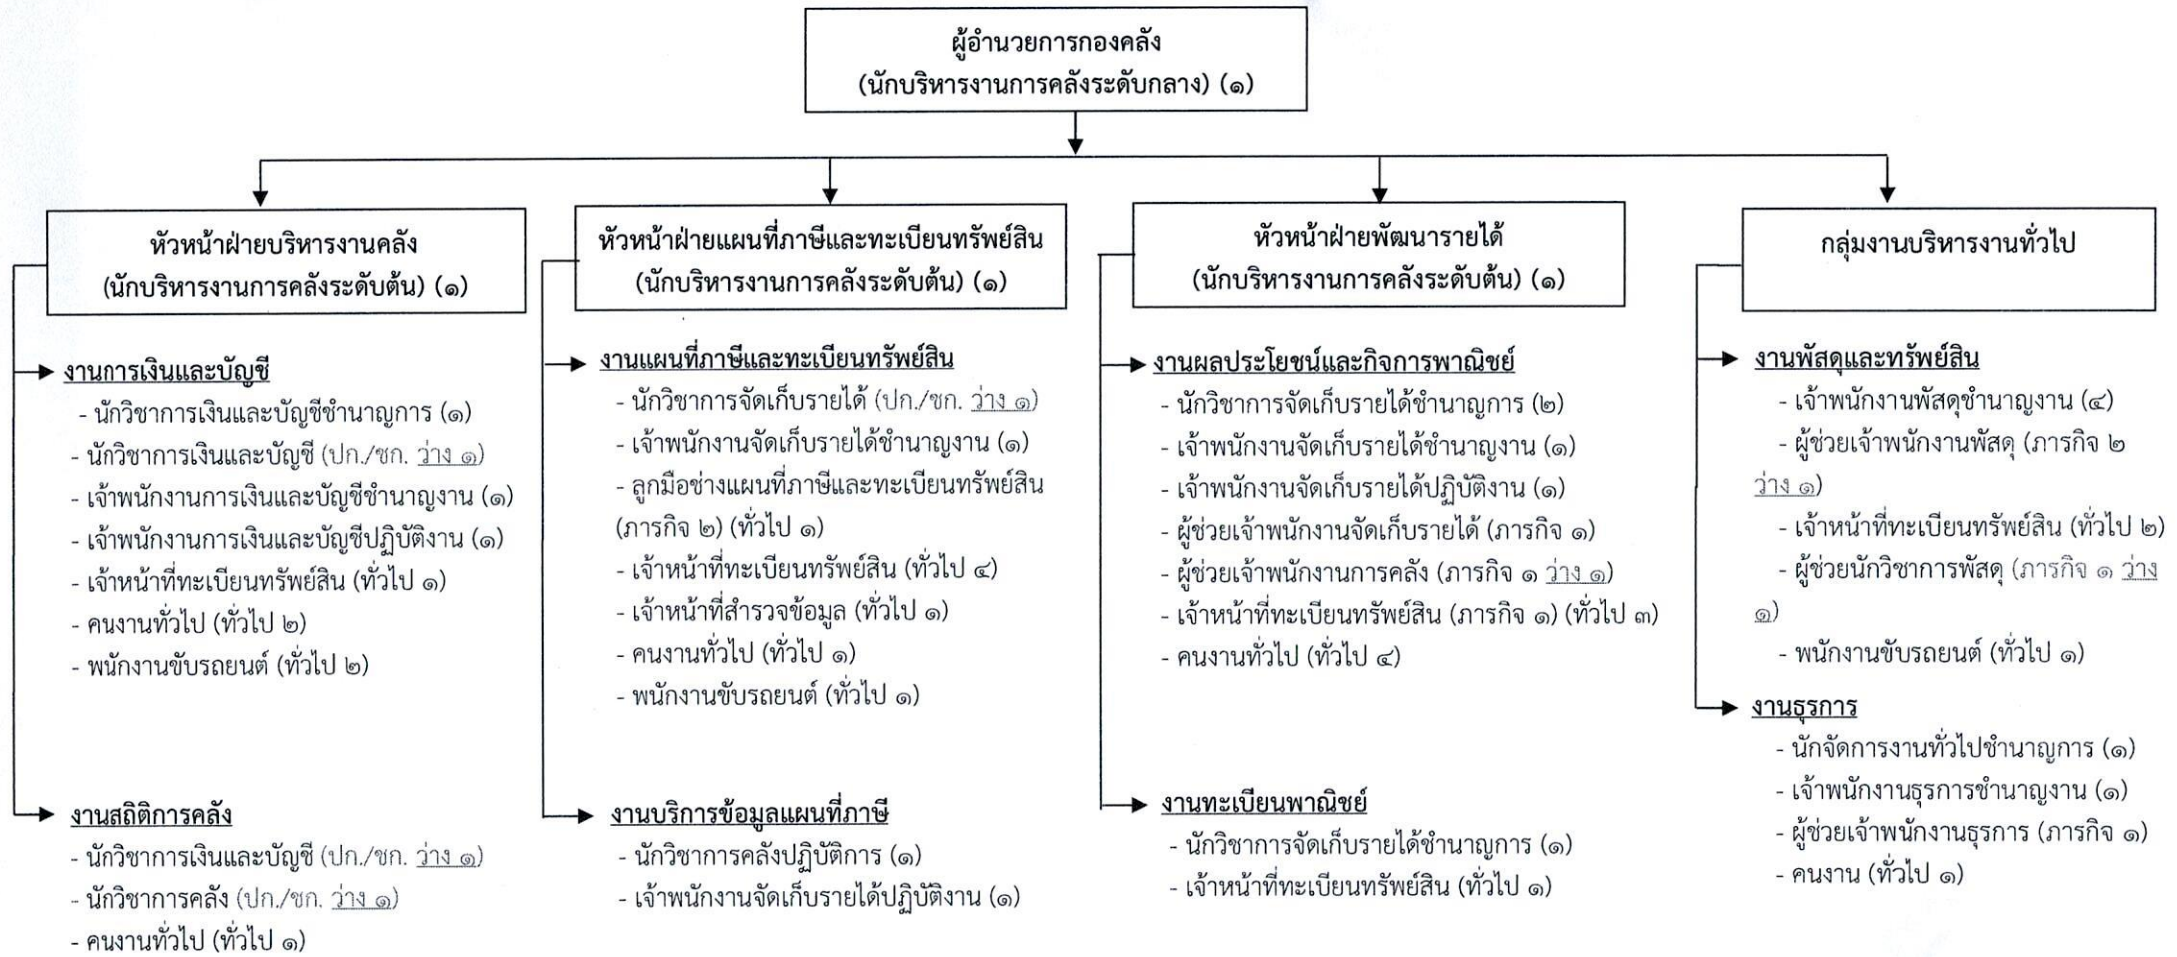 ผู้อำนวยการกองคลัง
(นักบริหารงานการคลังระดับกลาง) (๑)
หัวหน้าฝ่ายบริหารงานคลัง
(นักบริหารงานการคลังระดับต้น) (๑)
งานการเงินและบัญชี
- นักวิชาการเงินและบัญชีชำนาญการ (๑)
- นักวิชาการเงินและบัญชี (ปก./ชก. ว่าง ๑)
- เจ้าพนักงานการเงินและบัญชีชำนาญงาน (๑)
- เจ้าพนักงานการเงินและบัญชีปฏิบัติงาน (๑)
- เจ้าหน้าที่ทะเบียนทรัพย์สิน (ทั่วไป ๑)
- คนงานทั่วไป (ทั่วไป ๒)
- พนักงานขับรถยนต์ (ทั่วไป ๒)
งานสถิติการคลัง
- นักวิชาการเงินและบัญชี (ปก./ชก. ว่าง ๑)
- นักวิชาการคลัง (ปก./ชก. ว่าง ๑)
- คนงานทั่วไป (ทั่วไป ๑)
หัวหน้าฝ่ายแผนที่ภาษีและทะเบียนทรัพย์สิน
(นักบริหารงานการคลังระดับต้น) (๑)
งานแผนที่ภาษีและทะเบียนทรัพย์สิน
- นักวิชาการจัดเก็บรายได้ (ปก./ชก. ว่าง ๑)
- เจ้าพนักงานจัดเก็บรายได้ชำนาญงาน (๑)
- ลูกมือช่างแผนที่ภาษีและทะเบียนทรัพย์สิน
(ภารกิจ ๒) (ทั่วไป ๑)
- เจ้าหน้าที่ทะเบียนทรัพย์สิน (ทั่วไป ๔)
- เจ้าหน้าที่สำรวจข้อมูล (ทั่วไป ๑)
- คนงานทั่วไป (ทั่วไป ๑)
- พนักงานขับรถยนต์ (ทั่วไป ๑)
งานบริการข้อมูลแผนที่ภาษี
- นักวิชาการคลังปฏิบัติการ (๑)
- เจ้าพนักงานจัดเก็บรายได้ปฏิบัติงาน (๑)
หัวหน้าฝ่ายพัฒนารายได้
(นักบริหารงานการคลังระดับต้น) (๑)
งานผลประโยชน์และกิจการพาณิชย์
- นักวิชาการจัดเก็บรายได้ชำนาญการ (๒)
- เจ้าพนักงานจัดเก็บรายได้ชำนาญงาน (๑)
- เจ้าพนักงานจัดเก็บรายได้ปฏิบัติงาน (๑)
- ผู้ช่วยเจ้าพนักงานจัดเก็บรายได้ (ภารกิจ ๑)
- ผู้ช่วยเจ้าพนักงานการคลัง (ภารกิจ ๑ ว่าง ๑)
- เจ้าหน้าที่ทะเบียนทรัพย์สิน (ภารกิจ ๑) (ทั่วไป ๓)
- คนงานทั่วไป (ทั่วไป ๔)
งานทะเบียนพาณิชย์
- นักวิชาการจัดเก็บรายได้ชำนาญการ (๑)
- เจ้าหน้าที่ทะเบียนทรัพย์สิน (ทั่วไป ๑)
กลุ่มงานบริหารงานทั่วไป
งานพัสดุและทรัพย์สิน
- เจ้าพนักงานพัสดุชำนาญงาน (๔)
- ผู้ช่วยเจ้าพนักงานพัสดุ (ภารกิจ ๒
ว่าง ๑)
- เจ้าหน้าที่ทะเบียนทรัพย์สิน (ทั่วไป ๒)
- ผู้ช่วยนักวิชาการพัสดุ (ภารกิจ ๑ ว่าง
๑)
- พนักงานขับรถยนต์ (ทั่วไป ๑)
งานธุรการ
- นักจัดการงานทั่วไปชำนาญการ (๑)
- เจ้าพนักงานธุรการชำนาญงาน (๑)
- ผู้ช่วยเจ้าพนักงานธุรการ (ภารกิจ ๑)
- คนงาน (ทั่วไป ๑)